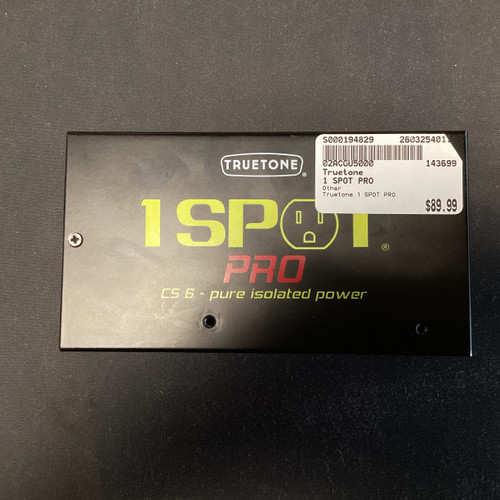 TRUETONE®
1 SPOT®
PRO
CS 6 - pure isolated power
S000194829
02ACGU5000 143699
Truetone
1 SPOT PRO
Other
Truetone 1 SPOT PRO
$89.99